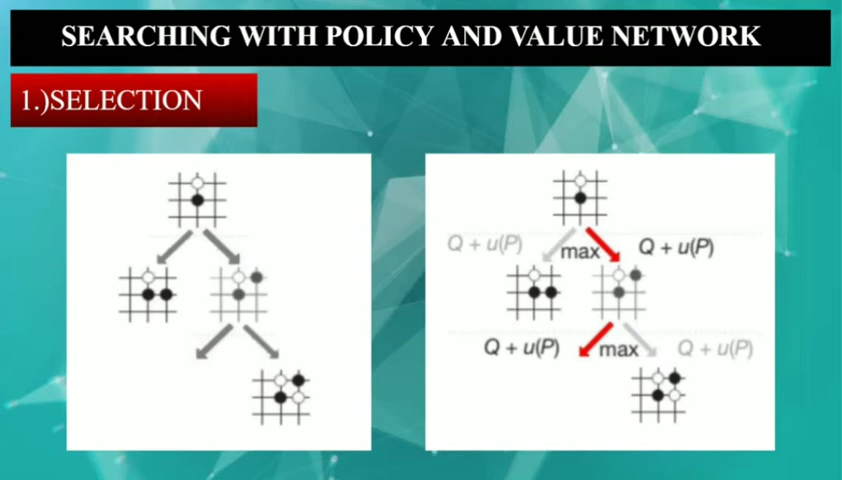 SEARCHING WITH POLICY AND VALUE NETWORK
1.)SELECTION
Q + u(P) max Q + u(P)
Q + u(P) max Q + u(P)